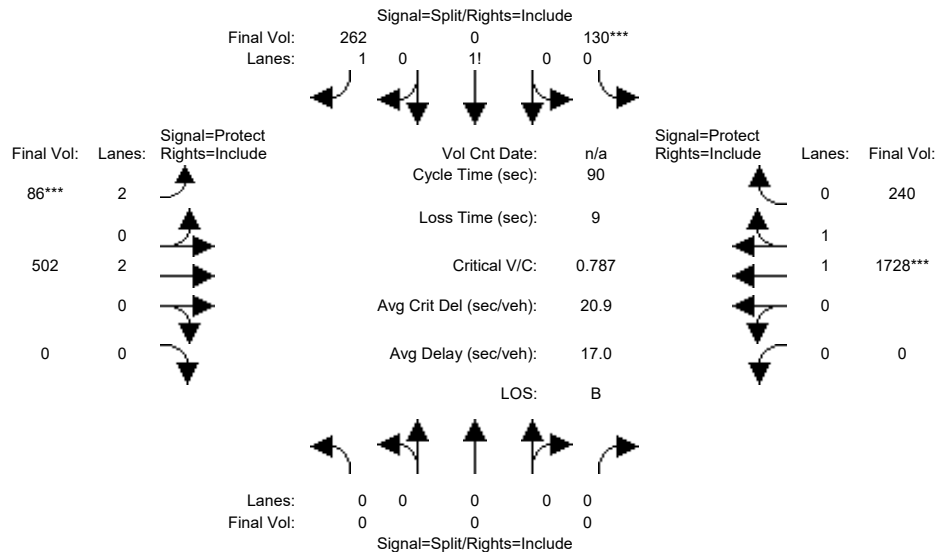 Signal=Split/Rights=Include
Final Vol: 262 0 130***
Lanes: 1 0 1! 0 0
Signal=Protect Signal=Protect
Final Vol: Lanes: Rights=Include Vol Cnt Date: n/a Rights=Include Lanes: Final Vol:
Cycle Time (sec): 90
86*** 2 0 240
Loss Time (sec): 9
0 1
502 2 Critical V/C: 0.787 1 1728***
0 Avg Crit Del (sec/veh): 20.9 0
0 0 Avg Delay (sec/veh): 17.0 0 0
LOS: B
Lanes: 0 0 0 0 0
Final Vol: 0 0 0
Signal=Split/Rights=Include